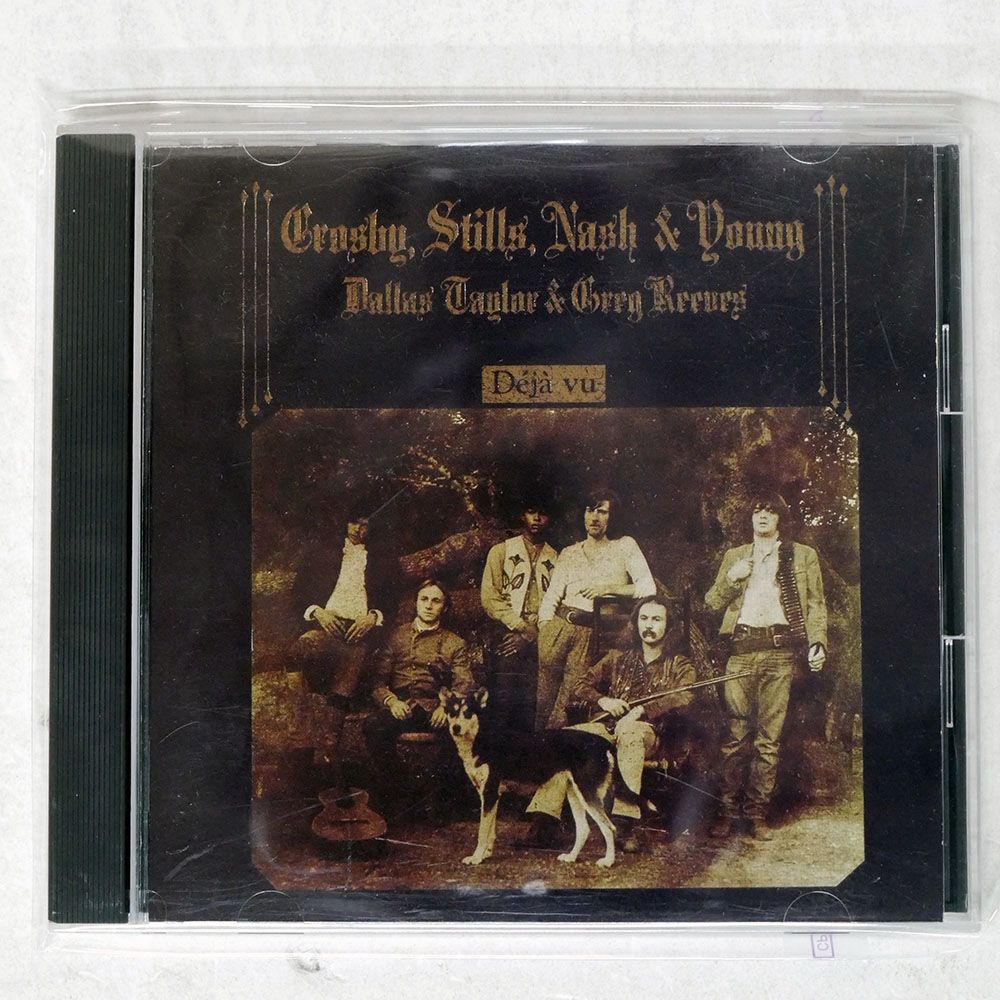 Crosby, Stills, Nash & Young
Dallas Taylor & Greg Reeves
Déjà vu